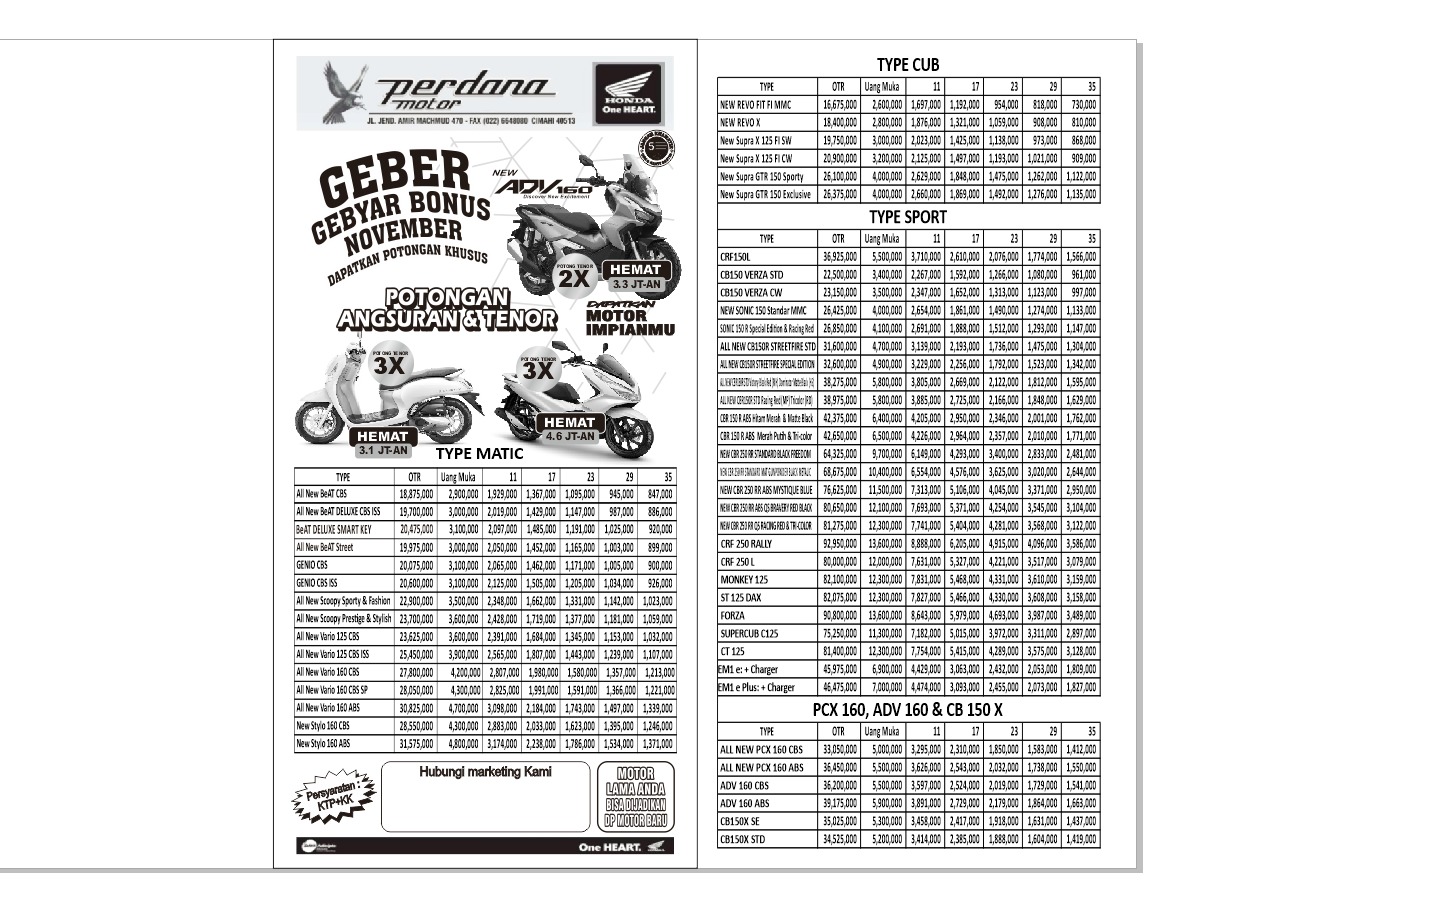 perdana
motor
JL. JEND. AMIR MACHMUD 470 - FAX (022) 6648080 CIMAHI 40513
HONDA
One HEART.
5
GEBER
GEBYAR BONUS
NOVEMBER
DAPATKAN POTONGAN KHUSUS
NEW
ADV160
Discover New Excitement
POTONG TENOR
2X
HEMAT
3.3 JT-AN
POTONGAN
ANGSURAN & TENOR
DAPATKAN
MOTOR
IMPIANMU
POTONG TENOR
3X
HEMAT
3.1 JT-AN
POTONG TENOR
3X
HEMAT
4.6 JT-AN
TYPE MATIC
TYPE OTR Uang Muka 11 17 23 29 35
All New BeAT CBS 18,875,000 2,900,000 1,929,000 1,367,000 1,095,000 945,000 847,000
All New BeAT DELUXE CBS ISS 19,700,000 3,000,000 2,019,000 1,429,000 1,147,000 987,000 886,000
BeAT DELUXE SMART KEY 20,475,000 3,100,000 2,097,000 1,485,000 1,191,000 1,025,000 920,000
All New BeAT Street 19,975,000 3,000,000 2,050,000 1,452,000 1,165,000 1,003,000 899,000
GENIO CBS 20,075,000 3,100,000 2,065,000 1,462,000 1,171,000 1,005,000 900,000
GENIO CBS ISS 20,600,000 3,100,000 2,125,000 1,505,000 1,205,000 1,034,000 926,000
All New Scoopy Sporty & Fashion 22,900,000 3,500,000 2,348,000 1,662,000 1,331,000 1,142,000 1,023,000
All New Scoopy Prestige & Stylish 23,700,000 3,600,000 2,428,000 1,719,000 1,377,000 1,181,000 1,059,000
All New Vario 125 CBS 23,625,000 3,600,000 2,391,000 1,684,000 1,345,000 1,153,000 1,032,000
All New Vario 125 CBS ISS 25,450,000 3,900,000 2,565,000 1,807,000 1,443,000 1,239,000 1,107,000
All New Vario 160 CBS 27,800,000 4,200,000 2,807,000 1,980,000 1,580,000 1,357,000 1,213,000
All New Vario 160 CBS SP 28,050,000 4,300,000 2,825,000 1,991,000 1,591,000 1,366,000 1,221,000
All New Vario 160 ABS 30,825,000 4,700,000 3,098,000 2,184,000 1,743,000 1,497,000 1,339,000
New Stylo 160 CBS 28,550,000 4,300,000 2,883,000 2,033,000 1,623,000 1,395,000 1,246,000
New Stylo 160 ABS 31,575,000 4,800,000 3,174,000 2,238,000 1,786,000 1,534,000 1,371,000
Persyaratan :
KTP+KK
Hubungi marketing Kami
MOTOR
LAMA ANDA
BISA DIJADIKAN
DP MOTOR BARU
One HEART.
TYPE CUB
TYPE OTR Uang Muka 11 17 23 29 35
NEW REVO FIT FI MMC 16,675,000 2,600,000 1,697,000 1,192,000 954,000 818,000 730,000
NEW REVO X 18,400,000 2,800,000 1,876,000 1,321,000 1,059,000 908,000 810,000
New Supra X 125 FI SW 19,750,000 3,000,000 2,023,000 1,425,000 1,138,000 973,000 868,000
New Supra X 125 FI CW 20,900,000 3,200,000 2,125,000 1,497,000 1,193,000 1,021,000 909,000
New Supra GTR 150 Sporty 26,100,000 4,000,000 2,629,000 1,848,000 1,475,000 1,262,000 1,122,000
New Supra GTR 150 Exclusive 26,375,000 4,000,000 2,660,000 1,869,000 1,492,000 1,276,000 1,135,000
TYPE SPORT
TYPE OTR Uang Muka 11 17 23 29 35
CRF150L 36,925,000 5,500,000 3,710,000 2,610,000 2,076,000 1,774,000 1,566,000
CB150 VERZA STD 22,500,000 3,400,000 2,267,000 1,592,000 1,266,000 1,080,000 961,000
CB150 VERZA CW 23,150,000 3,500,000 2,347,000 1,652,000 1,313,000 1,123,000 997,000
NEW SONIC 150 Standar MMC 26,425,000 4,000,000 2,654,000 1,861,000 1,490,000 1,274,000 1,133,000
SONIC 150 R Special Edition & Racing Red 26,850,000 4,100,000 2,691,000 1,888,000 1,512,000 1,293,000 1,147,000
ALL NEW CB150R STREETFIRE STD 31,600,000 4,700,000 3,139,000 2,193,000 1,736,000 1,475,000 1,304,000
ALL NEW CB150R STREETFIRE SPECIAL EDITION 32,600,000 4,900,000 3,229,000 2,256,000 1,792,000 1,523,000 1,342,000
38,275,000 5,800,000 3,805,000 2,669,000 2,122,000 1,812,000 1,595,000
ALL NEW CBR150R STD Racing Red (MP) Tricolor (RD) 38,975,000 5,800,000 3,885,000 2,725,000 2,166,000 1,848,000 1,629,000
CBR 150 R ABS Hitam Merah & Matte Black 42,375,000 6,400,000 4,205,000 2,950,000 2,346,000 2,001,000 1,762,000
CBR 150 R ABS Merah Putih & Tri-color 42,650,000 6,500,000 4,226,000 2,964,000 2,357,000 2,010,000 1,771,000
NEW CBR 250 RR STANDARD BLACK FREEDOM 64,325,000 9,700,000 6,149,000 4,293,000 3,400,000 2,833,000 2,481,000
68,675,000 10,400,000 6,554,000 4,576,000 3,625,000 3,020,000 2,644,000
NEW CBR 250 RR ABS MYSTIQUE BLUE 76,625,000 11,500,000 7,313,000 5,106,000 4,045,000 3,371,000 2,950,000
NEW CBR 250 RR ABS QS BRAVERY RED BLACK 80,650,000 12,100,000 7,693,000 5,371,000 4,254,000 3,545,000 3,104,000
NEW CBR 250 RR QS RACING RED & TRI-COLOR 81,275,000 12,300,000 7,741,000 5,404,000 4,281,000 3,568,000 3,122,000
CRF 250 RALLY 92,950,000 13,600,000 8,888,000 6,205,000 4,915,000 4,096,000 3,586,000
CRF 250 L 80,000,000 12,000,000 7,631,000 5,327,000 4,221,000 3,517,000 3,079,000
MONKEY 125 82,100,000 12,300,000 7,831,000 5,468,000 4,331,000 3,610,000 3,159,000
ST 125 DAX 82,075,000 12,300,000 7,827,000 5,466,000 4,330,000 3,608,000 3,158,000
FORZA 90,800,000 13,600,000 8,643,000 5,979,000 4,693,000 3,987,000 3,489,000
SUPERCUB C125 75,250,000 11,300,000 7,182,000 5,015,000 3,972,000 3,311,000 2,897,000
CT 125 81,400,000 12,300,000 7,754,000 5,415,000 4,289,000 3,575,000 3,128,000
EM1 e: + Charger 45,975,000 6,900,000 4,429,000 3,063,000 2,432,000 2,053,000 1,809,000
EM1 e Plus: + Charger 46,475,000 7,000,000 4,474,000 3,093,000 2,455,000 2,073,000 1,827,000
PCX 160, ADV 160 & CB 150 X
TYPE OTR Uang Muka 11 17 23 29 35
ALL NEW PCX 160 CBS 33,050,000 5,000,000 3,295,000 2,310,000 1,850,000 1,583,000 1,412,000
ALL NEW PCX 160 ABS 36,450,000 5,500,000 3,626,000 2,543,000 2,032,000 1,738,000 1,550,000
ADV 160 CBS 36,200,000 5,500,000 3,597,000 2,524,000 2,019,000 1,729,000 1,541,000
ADV 160 ABS 39,175,000 5,900,000 3,891,000 2,729,000 2,179,000 1,864,000 1,663,000
CB150X SE 35,025,000 5,300,000 3,458,000 2,417,000 1,918,000 1,631,000 1,437,000
CB150X STD 34,525,000 5,200,000 3,414,000 2,385,000 1,888,000 1,604,000 1,419,000